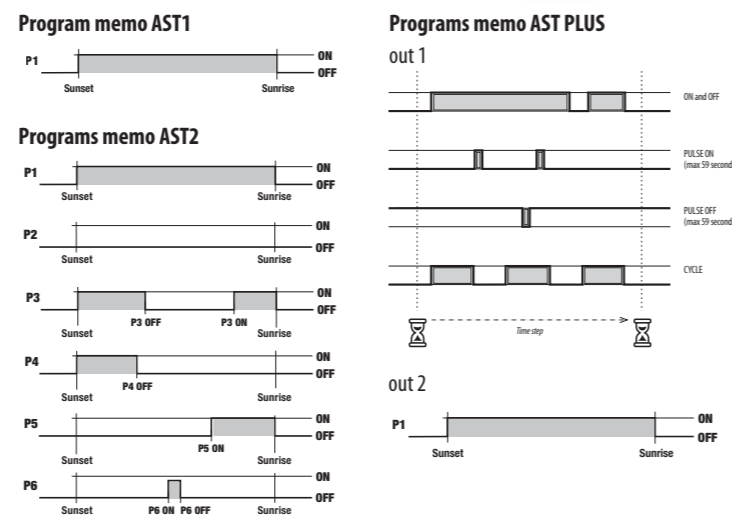 Program memo AST1
P1
ON
OFF
Sunset Sunrise
Programs memo AST2
P1
ON
OFF
Sunset Sunrise
P2
ON
OFF
Sunset Sunrise
P3
ON
OFF
P3 OFF P3 ON
Sunset Sunrise
P4
ON
OFF
P4 OFF
Sunset Sunrise
P5
ON
OFF
P5 ON
Sunset Sunrise
P6
ON
OFF
Sunset P6 ON P6 OFF Sunrise
Programs memo AST PLUS
out 1
ON and OFF
PULSE ON
(max 59 second
PULSE OFF
(max 59 second
CYCLE
Time step
out 2
P1
ON
OFF
Sunset Sunrise